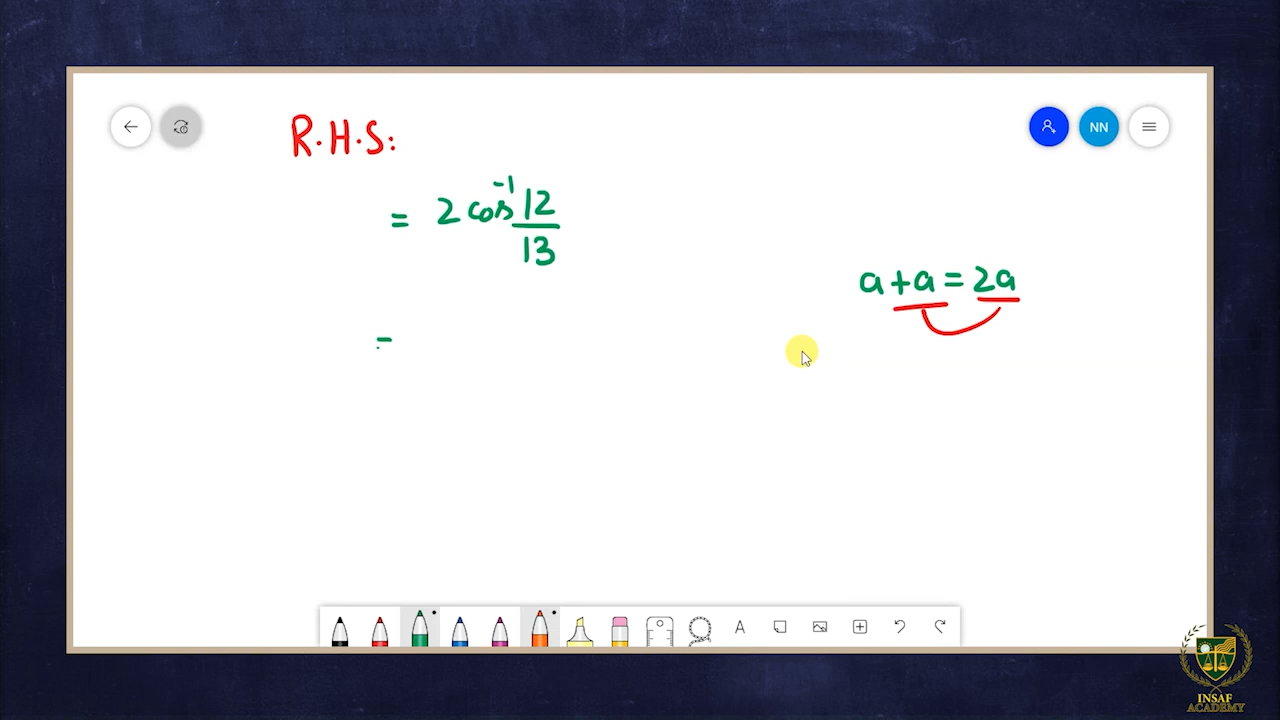 R.H.S:
= 2 cos⁻¹ 12/13
a + a = 2a
=
NN
A
INSAF
ACADEMY